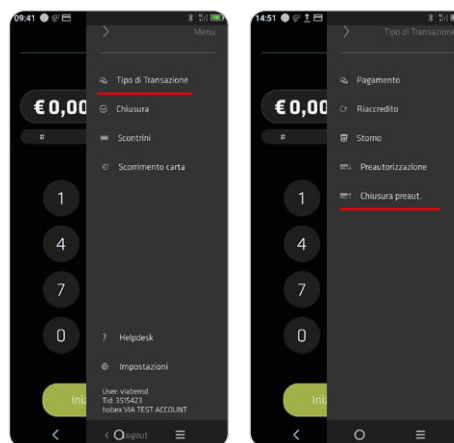 09:41
Menu
Tipo di Transazione
€ 0,00
Chiusura
#
Scontrini
Scorrimento carta
1
4
7
0
? Helpdesk
Impostazioni
Iniz
User: viabernd
Tid: 3515423
hobex VIA TEST ACCOUNT
Logout
14:51
Tipo di Transazione
Pagamento
€ 0,00
Riaccredito
#
Storno
Preautorizzazione
Chiusura preaut.
1
4
7
0
Iniz